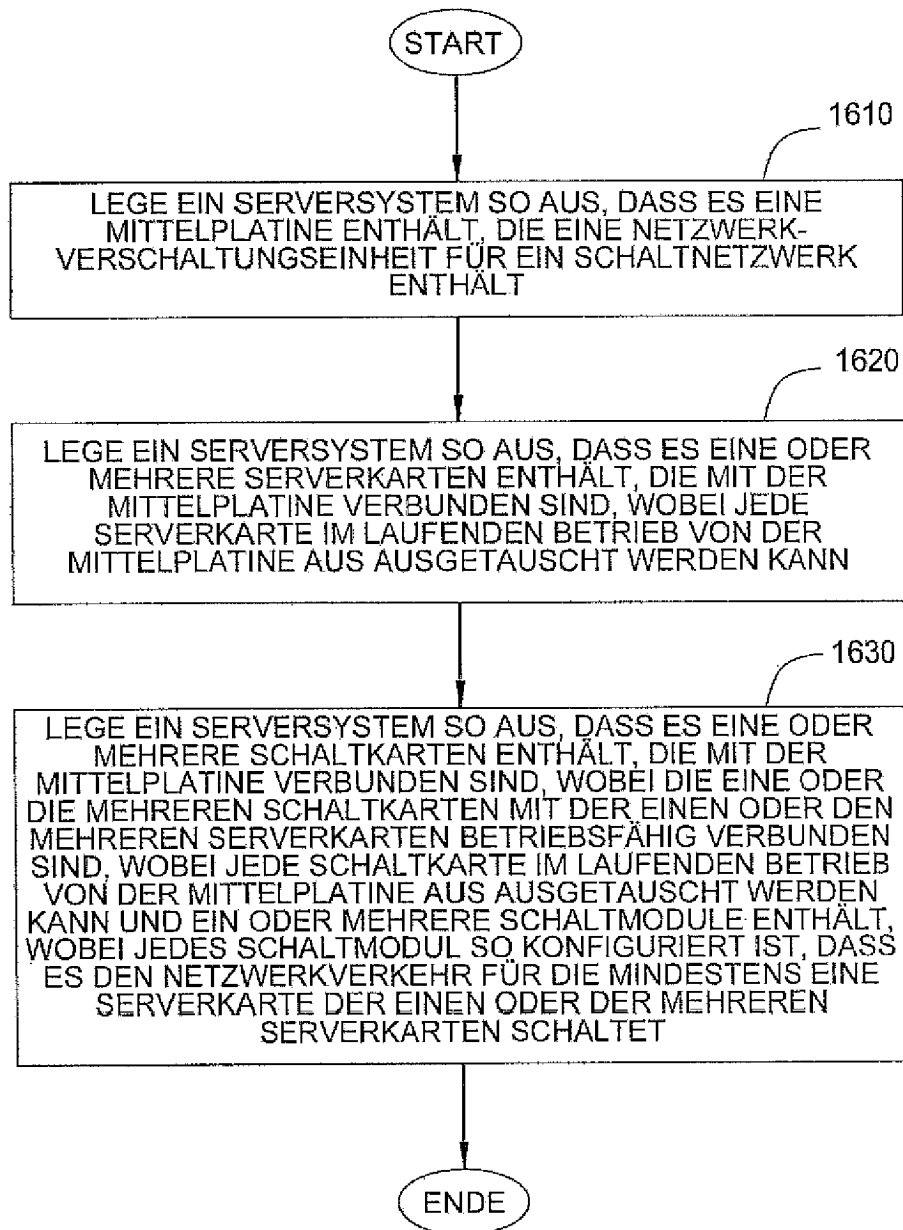 START
1610
LEGE EIN SERVERSYSTEM SO AUS, DASS ES EINE
MITTELPLATINE ENTHÄLT, DIE EINE NETZWERK-
VERSCHALTUNGSEINHEIT FÜR EIN SCHALTNETZWERK
ENTHÄLT
1620
LEGE EIN SERVERSYSTEM SO AUS, DASS ES EINE ODER
MEHRERE SERVERKARTEN ENTHÄLT, DIE MIT DER
MITTELPLATINE VERBUNDEN SIND, WOBEI JEDE
SERVERKARTE IM LAUFENDEN BETRIEB VON DER
MITTELPLATINE AUS AUSGETAUSCHT WERDEN KANN
1630
LEGE EIN SERVERSYSTEM SO AUS, DASS ES EINE ODER
MEHRERE SCHALTKARTEN ENTHÄLT, DIE MIT DER
MITTELPLATINE VERBUNDEN SIND, WOBEI DIE EINE ODER
DIE MEHREREN SCHALTKARTEN MIT DER EINEN ODER DEN
MEHREREN SERVERKARTEN BETRIEBSFÄHIG VERBUNDEN
SIND, WOBEI JEDE SCHALTKARTE IM LAUFENDEN BETRIEB
VON DER MITTELPLATINE AUS AUSGETAUSCHT WERDEN
KANN UND EIN ODER MEHRERE SCHALTMODULE ENTHÄLT,
WOBEI JEDES SCHALTMODUL SO KONFIGURIERT IST, DASS
ES DEN NETZWERKVERKEHR FÜR DIE MINDESTENS EINE
SERVERKARTE DER EINEN ODER DER MEHREREN
SERVERKARTEN SCHALTET
ENDE